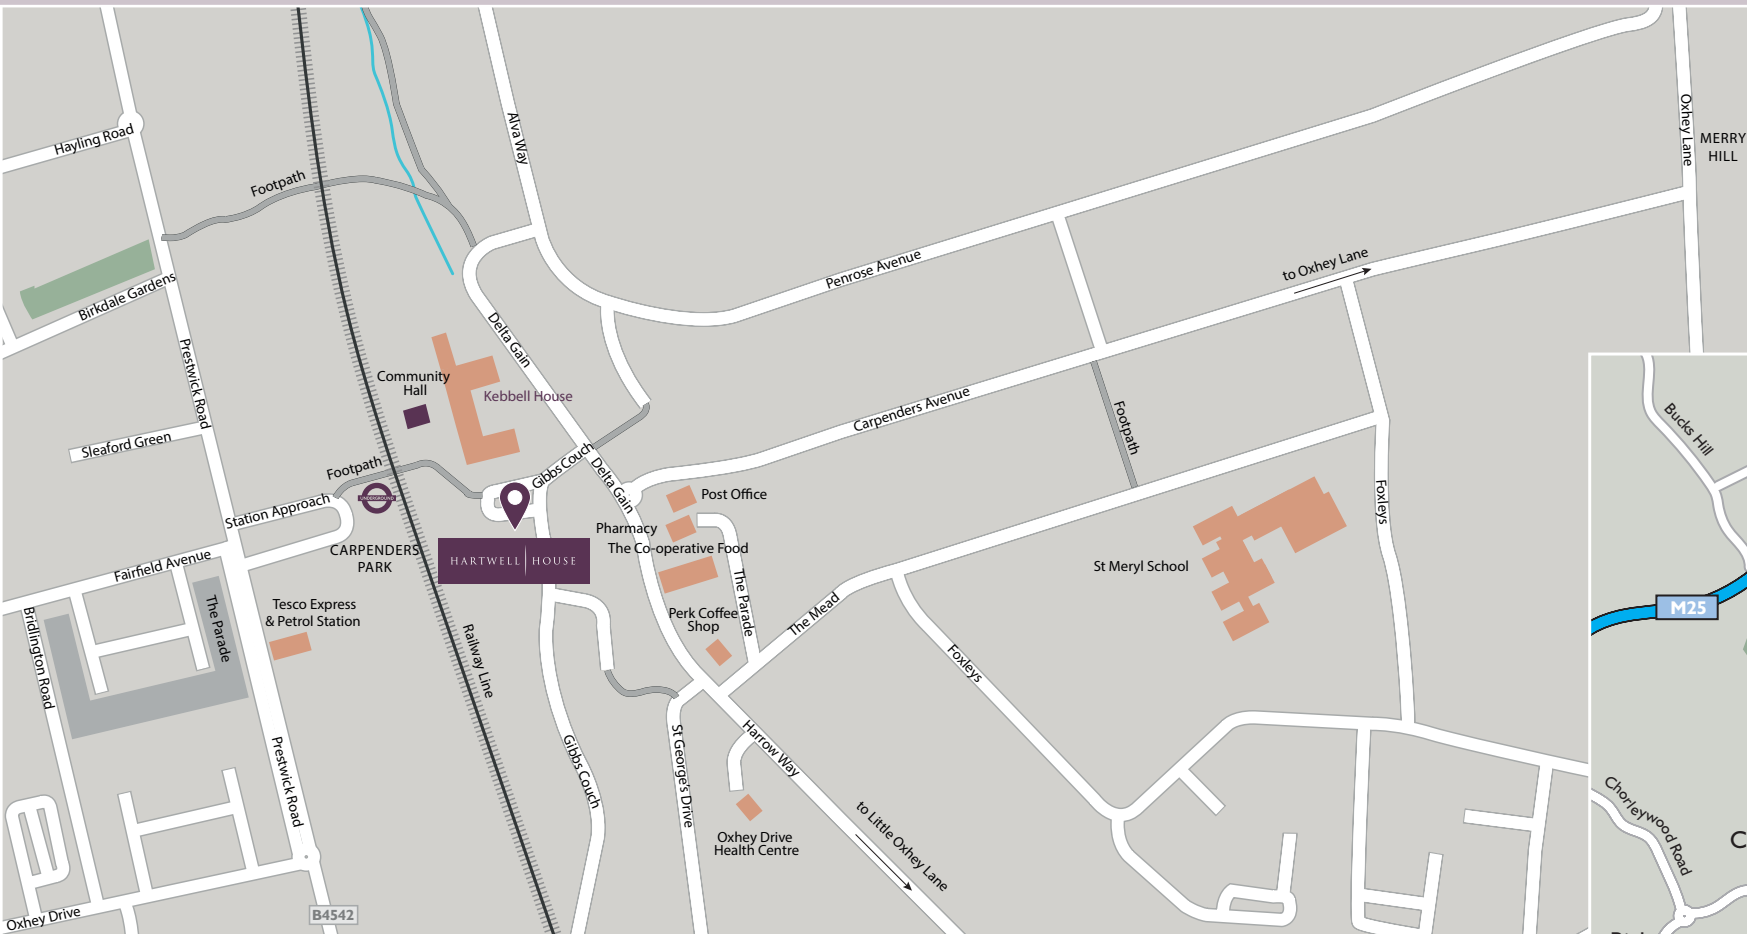 Oxhey Lane
Alva Way
MERRY
HILL
Hayling Road
Footpath
Penrose Avenue
to Oxhey Lane
Birkdale Gardens
Delta Gain
Prestwick Road
Community
Hall
Kebbell House
Carpenders Avenue
Footpath
Bucks Hill
Sleaford Green
Footpath
Gibbs Couch
Delta Gain
UNDERGROUND
Post Office
Foxleys
Station Approach
Pharmacy
The Co-operative Food
CARPENDERS
PARK
HARTWELL HOUSE
St Meryl School
Fairfield Avenue
The Parade
The Parade
Tesco Express
& Petrol Station
Perk Coffee
Shop
The Mead
M25
Bridlington Road
Railway Line
Foxleys
Prestwick Road
Gibbs Couch
St George's Drive
Harrow Way
to Little Oxhey Lane
Chorleywood Road
Oxhey Drive
Health Centre
C
Oxhey Drive
B4542